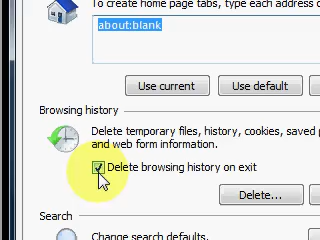 To create home page tabs, type each address o
about:blank
Use current
Use default
Browsing history
Delete temporary files, history, cookies, saved p
and web form information.
Delete browsing history on exit
Delete...
Search
Change search defaults.